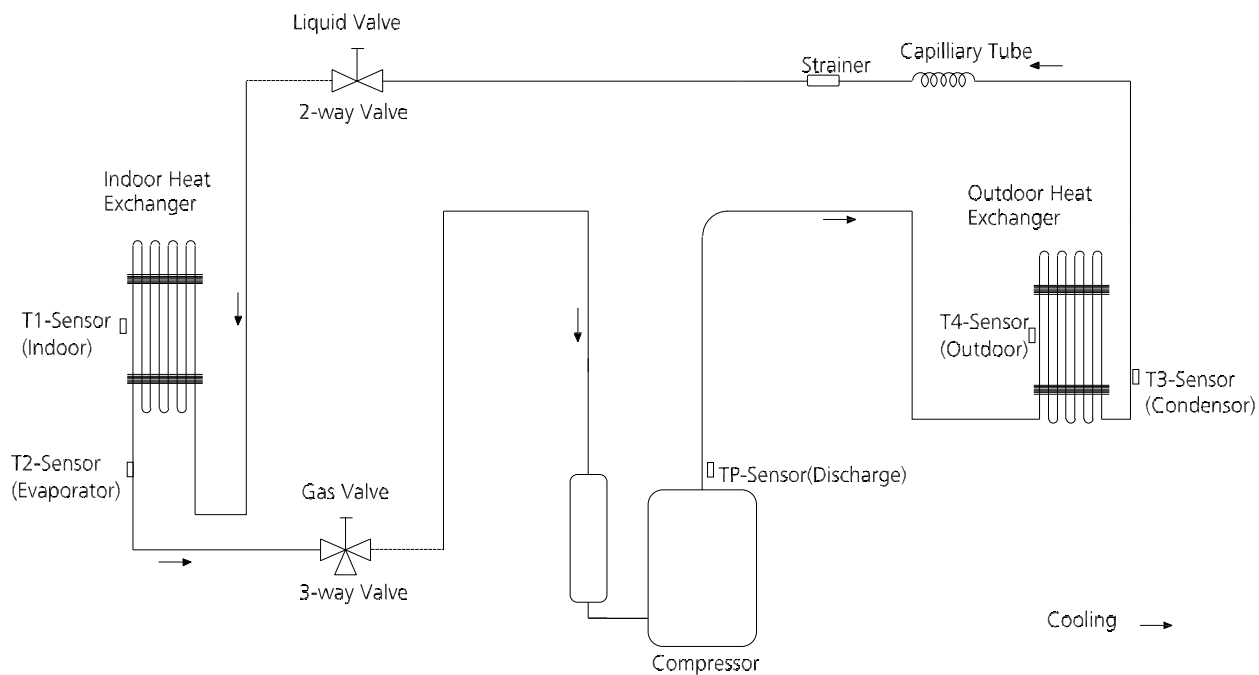 Liquid Valve
2-way Valve
Strainer
Capilliary Tube
Indoor Heat
Exchanger
Outdoor Heat
Exchanger
T1-Sensor
(Indoor)
T4-Sensor
(Outdoor)
T3-Sensor
(Condensor)
T2-Sensor
(Evaporator)
TP-Sensor(Discharge)
Gas Valve
3-way Valve
Compressor
Cooling